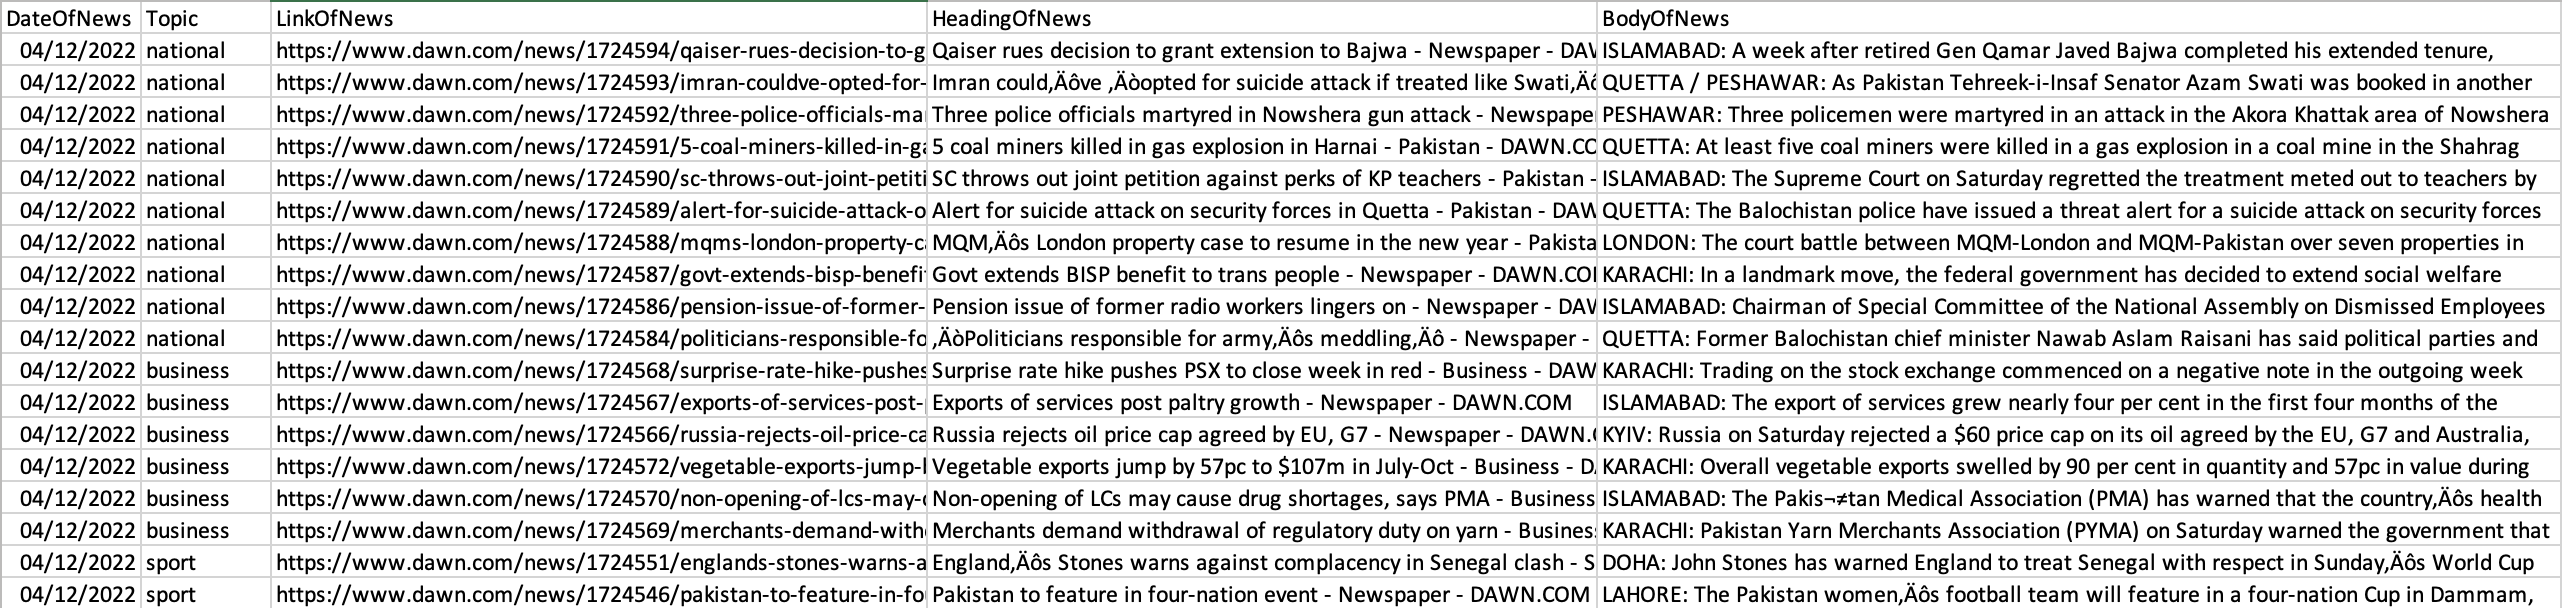 DateOfNews Topic LinkOfNews HeadingOfNews BodyOfNews
04/12/2022 national https://www.dawn.com/news/1724594/qaiser-rues-decision-to-g Qaiser rues decision to grant extension to Bajwa - Newspaper - DAW ISLAMABAD: A week after retired Gen Qamar Javed Bajwa completed his extended tenure,
04/12/2022 national https://www.dawn.com/news/1724593/imran-couldve-opted-for- Imran could‚Äôve ‚Äòopted for suicide attack if treated like Swati‚Äô QUETTA / PESHAWAR: As Pakistan Tehreek-i-Insaf Senator Azam Swati was booked in another
04/12/2022 national https://www.dawn.com/news/1724592/three-police-officials-ma Three police officials martyred in Nowshera gun attack - Newspape PESHAWAR: Three policemen were martyred in an attack in the Akora Khattak area of Nowshera
04/12/2022 national https://www.dawn.com/news/1724591/5-coal-miners-killed-in-ga 5 coal miners killed in gas explosion in Harnai - Pakistan - DAWN.CO QUETTA: At least five coal miners were killed in a gas explosion in a coal mine in the Shahrag
04/12/2022 national https://www.dawn.com/news/1724590/sc-throws-out-joint-petiti SC throws out joint petition against perks of KP teachers - Pakistan - ISLAMABAD: The Supreme Court on Saturday regretted the treatment meted out to teachers by
04/12/2022 national https://www.dawn.com/news/1724589/alert-for-suicide-attack-o Alert for suicide attack on security forces in Quetta - Pakistan - DAW QUETTA: The Balochistan police have issued a threat alert for a suicide attack on security forces
04/12/2022 national https://www.dawn.com/news/1724588/mqms-london-property-ca MQM‚Äôs London property case to resume in the new year - Pakista LONDON: The court battle between MQM-London and MQM-Pakistan over seven properties in
04/12/2022 national https://www.dawn.com/news/1724587/govt-extends-bisp-benefi Govt extends BISP benefit to trans people - Newspaper - DAWN.CO KARACHI: In a landmark move, the federal government has decided to extend social welfare
04/12/2022 national https://www.dawn.com/news/1724586/pension-issue-of-former- Pension issue of former radio workers lingers on - Newspaper - DAW ISLAMABAD: Chairman of Special Committee of the National Assembly on Dismissed Employees
04/12/2022 national https://www.dawn.com/news/1724584/politicians-responsible-fo ‚ÄòPoliticians responsible for army‚Äôs meddling‚Äô - Newspaper - QUETTA: Former Balochistan chief minister Nawab Aslam Raisani has said political parties and
04/12/2022 business https://www.dawn.com/news/1724568/surprise-rate-hike-pushes Surprise rate hike pushes PSX to close week in red - Business - DAW KARACHI: Trading on the stock exchange commenced on a negative note in the outgoing week
04/12/2022 business https://www.dawn.com/news/1724567/exports-of-services-post- Exports of services post paltry growth - Newspaper - DAWN.COM ISLAMABAD: The export of services grew nearly four per cent in the first four months of the
04/12/2022 business https://www.dawn.com/news/1724566/russia-rejects-oil-price-ca Russia rejects oil price cap agreed by EU, G7 - Newspaper - DAWN. KYIV: Russia on Saturday rejected a $60 price cap on its oil agreed by the EU, G7 and Australia,
04/12/2022 business https://www.dawn.com/news/1724572/vegetable-exports-jump- Vegetable exports jump by 57pc to $107m in July-Oct - Business - D KARACHI: Overall vegetable exports swelled by 90 per cent in quantity and 57pc in value during
04/12/2022 business https://www.dawn.com/news/1724570/non-opening-of-lcs-may- Non-opening of LCs may cause drug shortages, says PMA - Business ISLAMABAD: The Pakis¬≠tan Medical Association (PMA) has warned that the country‚Äôs health
04/12/2022 business https://www.dawn.com/news/1724569/merchants-demand-with Merchants demand withdrawal of regulatory duty on yarn - Busines KARACHI: Pakistan Yarn Merchants Association (PYMA) on Saturday warned the government that
04/12/2022 sport https://www.dawn.com/news/1724551/englands-stones-warns-a England‚Äôs Stones warns against complacency in Senegal clash - S DOHA: John Stones has warned England to treat Senegal with respect in Sunday‚Äôs World Cup
04/12/2022 sport https://www.dawn.com/news/1724546/pakistan-to-feature-in-fo Pakistan to feature in four-nation event - Newspaper - DAWN.COM LAHORE: The Pakistan women‚Äôs football team will feature in a four-nation Cup in Dammam,